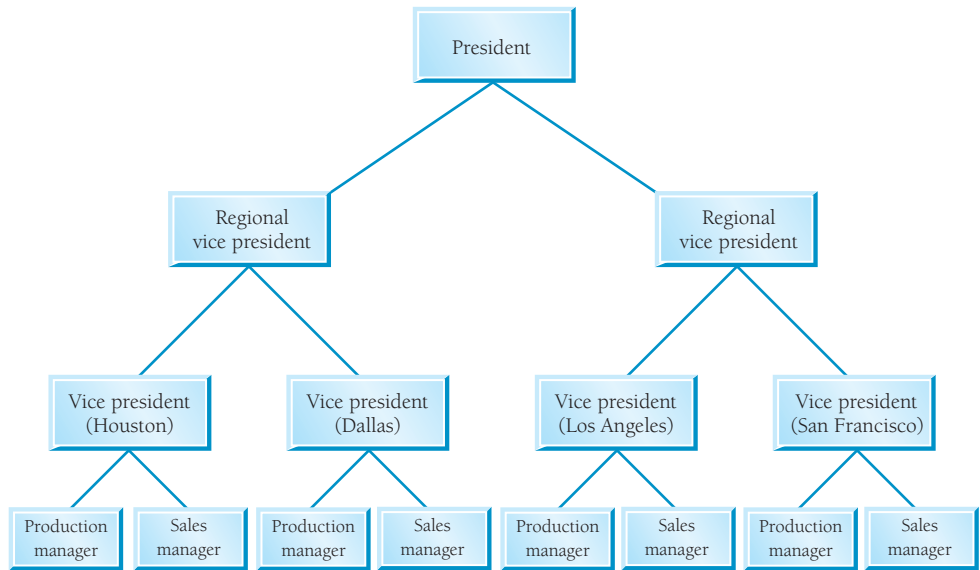 President
Regional
vice president
Regional
vice president
Vice president
(Houston)
Vice president
(Dallas)
Vice president
(Los Angeles)
Vice president
(San Francisco)
Production
manager
Sales
manager
Production
manager
Sales
manager
Production
manager
Sales
manager
Production
manager
Sales
manager